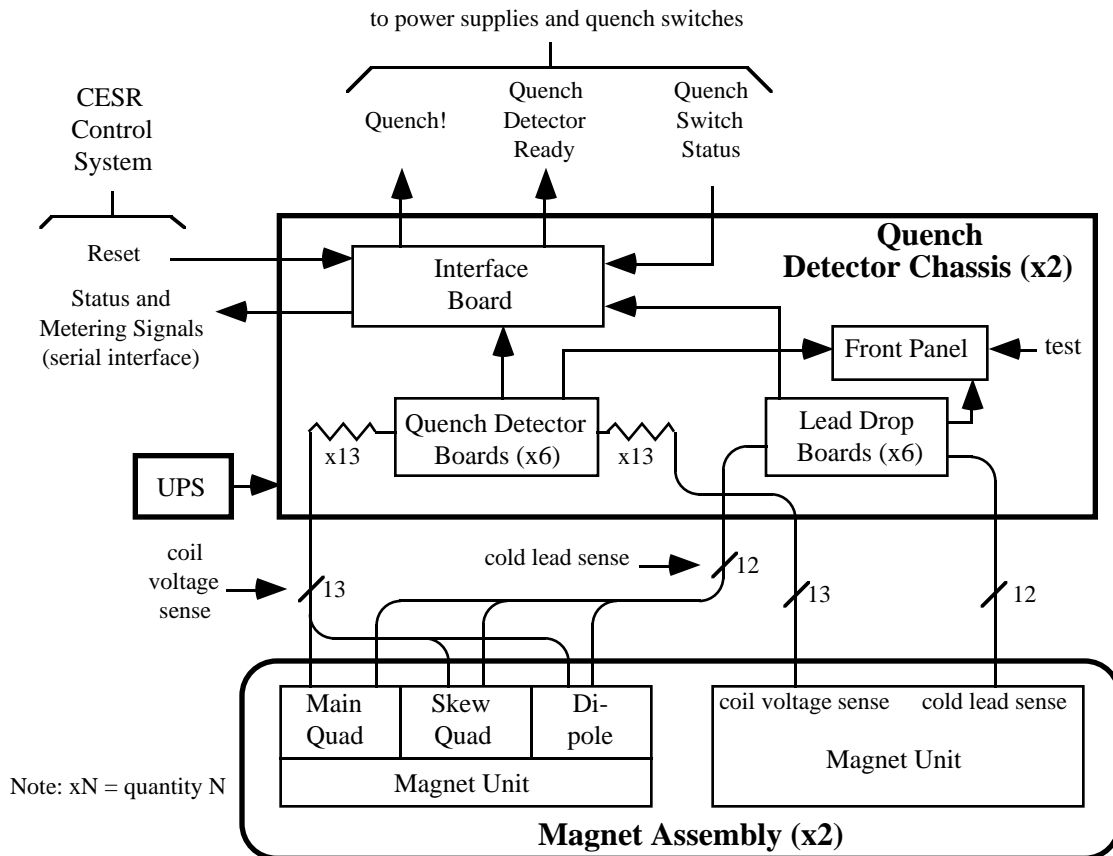 to power supplies and quench switches
CESR
Control
System
Quench!
Quench
Detector
Ready
Quench
Switch
Status
Reset
Status and
Metering Signals
(serial interface)
Interface
Board
Quench
Detector Chassis (x2)
Front Panel
test
x13
Quench Detector
Boards (x6)
x13
Lead Drop
Boards (x6)
UPS
coil
voltage
sense
13
cold lead sense
12
13
12
Main
Quad
Skew
Quad
Di-
pole
Magnet Unit
coil voltage sense
cold lead sense
Magnet Unit
Note: xN = quantity N
Magnet Assembly (x2)